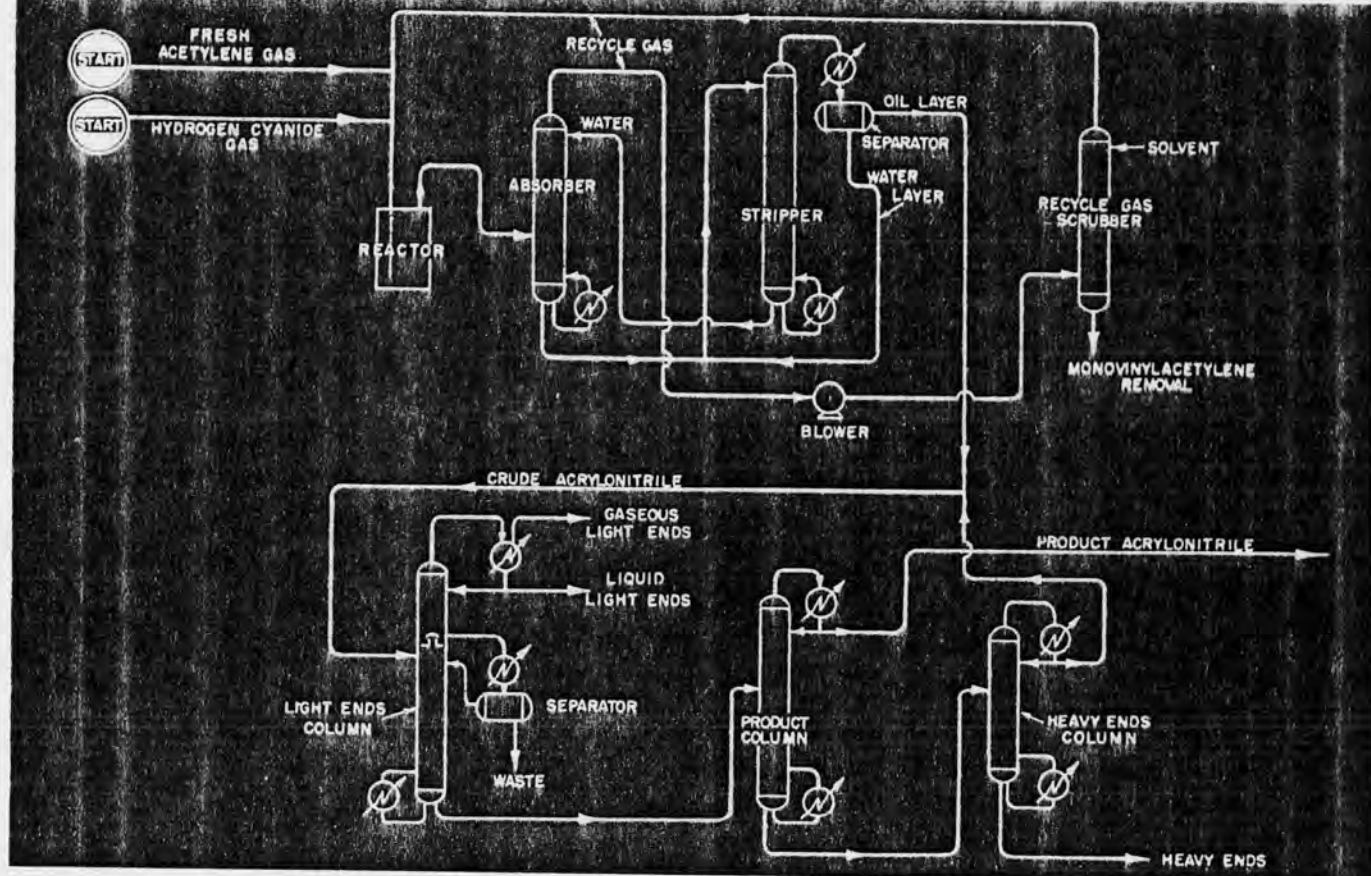 START
FRESH
ACETYLENE GAS
START
HYDROGEN CYANIDE
GAS
RECYCLE GAS
WATER
ABSORBER
REACTOR
STRIPPER
OIL LAYER
SEPARATOR
WATER
LAYER
SOLVENT
RECYCLE GAS
SCRUBBER
MONOVINYLACETYLENE
REMOVAL
BLOWER
CRUDE ACRYLONITRILE
GASEOUS
LIGHT ENDS
LIQUID
LIGHT ENDS
PRODUCT ACRYLONITRILE
LIGHT ENDS
COLUMN
SEPARATOR
WASTE
PRODUCT
COLUMN
HEAVY ENDS
COLUMN
HEAVY ENDS